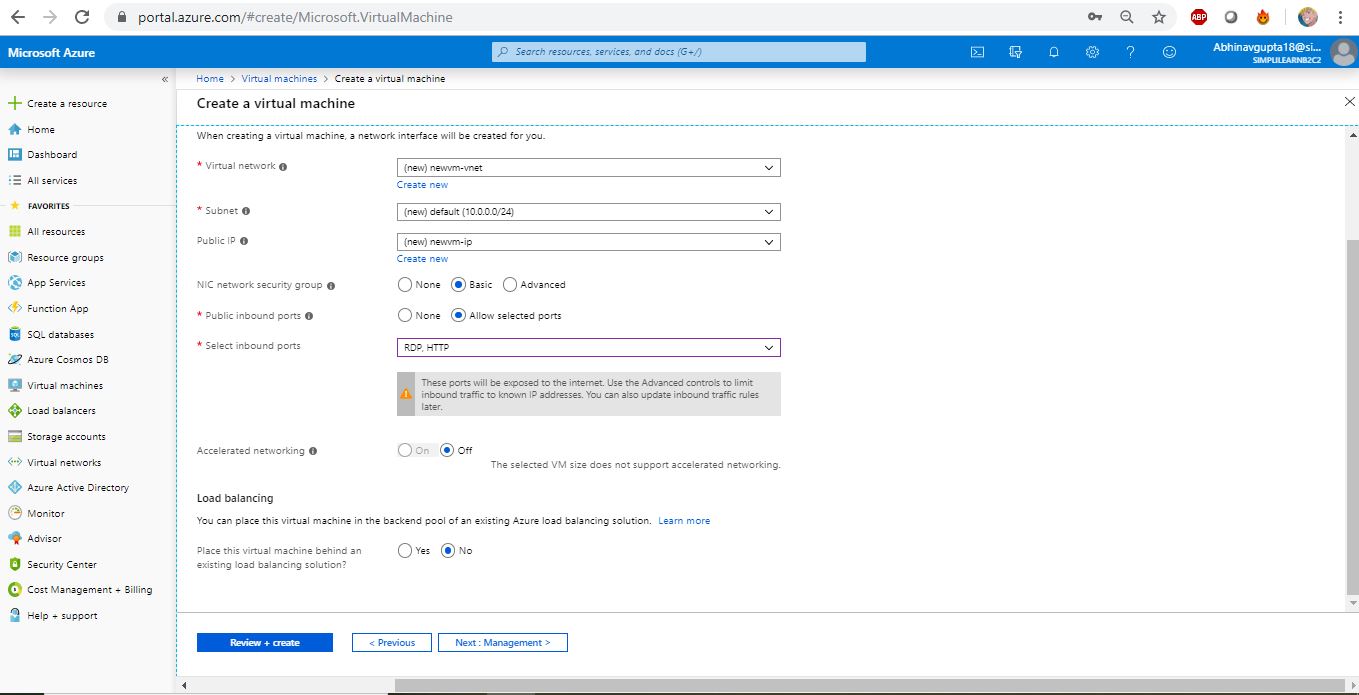 portal.azure.com/#create/Microsoft.VirtualMachine
ABP
Microsoft Azure
Search resources, services, and docs (G+/)
Abhinavgupta18@si...
SIMPLILEARNB2C2
«
Home > Virtual machines > Create a virtual machine
Create a virtual machine
Create a resource
Home
Dashboard
All services
FAVORITES
All resources
Resource groups
App Services
Function App
SQL databases
Azure Cosmos DB
Virtual machines
Load balancers
Storage accounts
Virtual networks
Azure Active Directory
Monitor
Advisor
Security Center
Cost Management + Billing
Help + support
When creating a virtual machine, a network interface will be created for you.
* Virtual network
(new) newvm-vnet
Create new
* Subnet
(new) default (10.0.0.0/24)
Public IP
(new) newvm-ip
Create new
NIC network security group
None Basic Advanced
* Public inbound ports
None Allow selected ports
* Select inbound ports
RDP, HTTP
These ports will be exposed to the internet. Use the Advanced controls to limit
inbound traffic to known IP addresses. You can also update inbound traffic rules
later.
Accelerated networking
On Off
The selected VM size does not support accelerated networking.
Load balancing
You can place this virtual machine in the backend pool of an existing Azure load balancing solution. Learn more
Place this virtual machine behind an
existing load balancing solution?
Yes No
Review + create
< Previous
Next : Management >